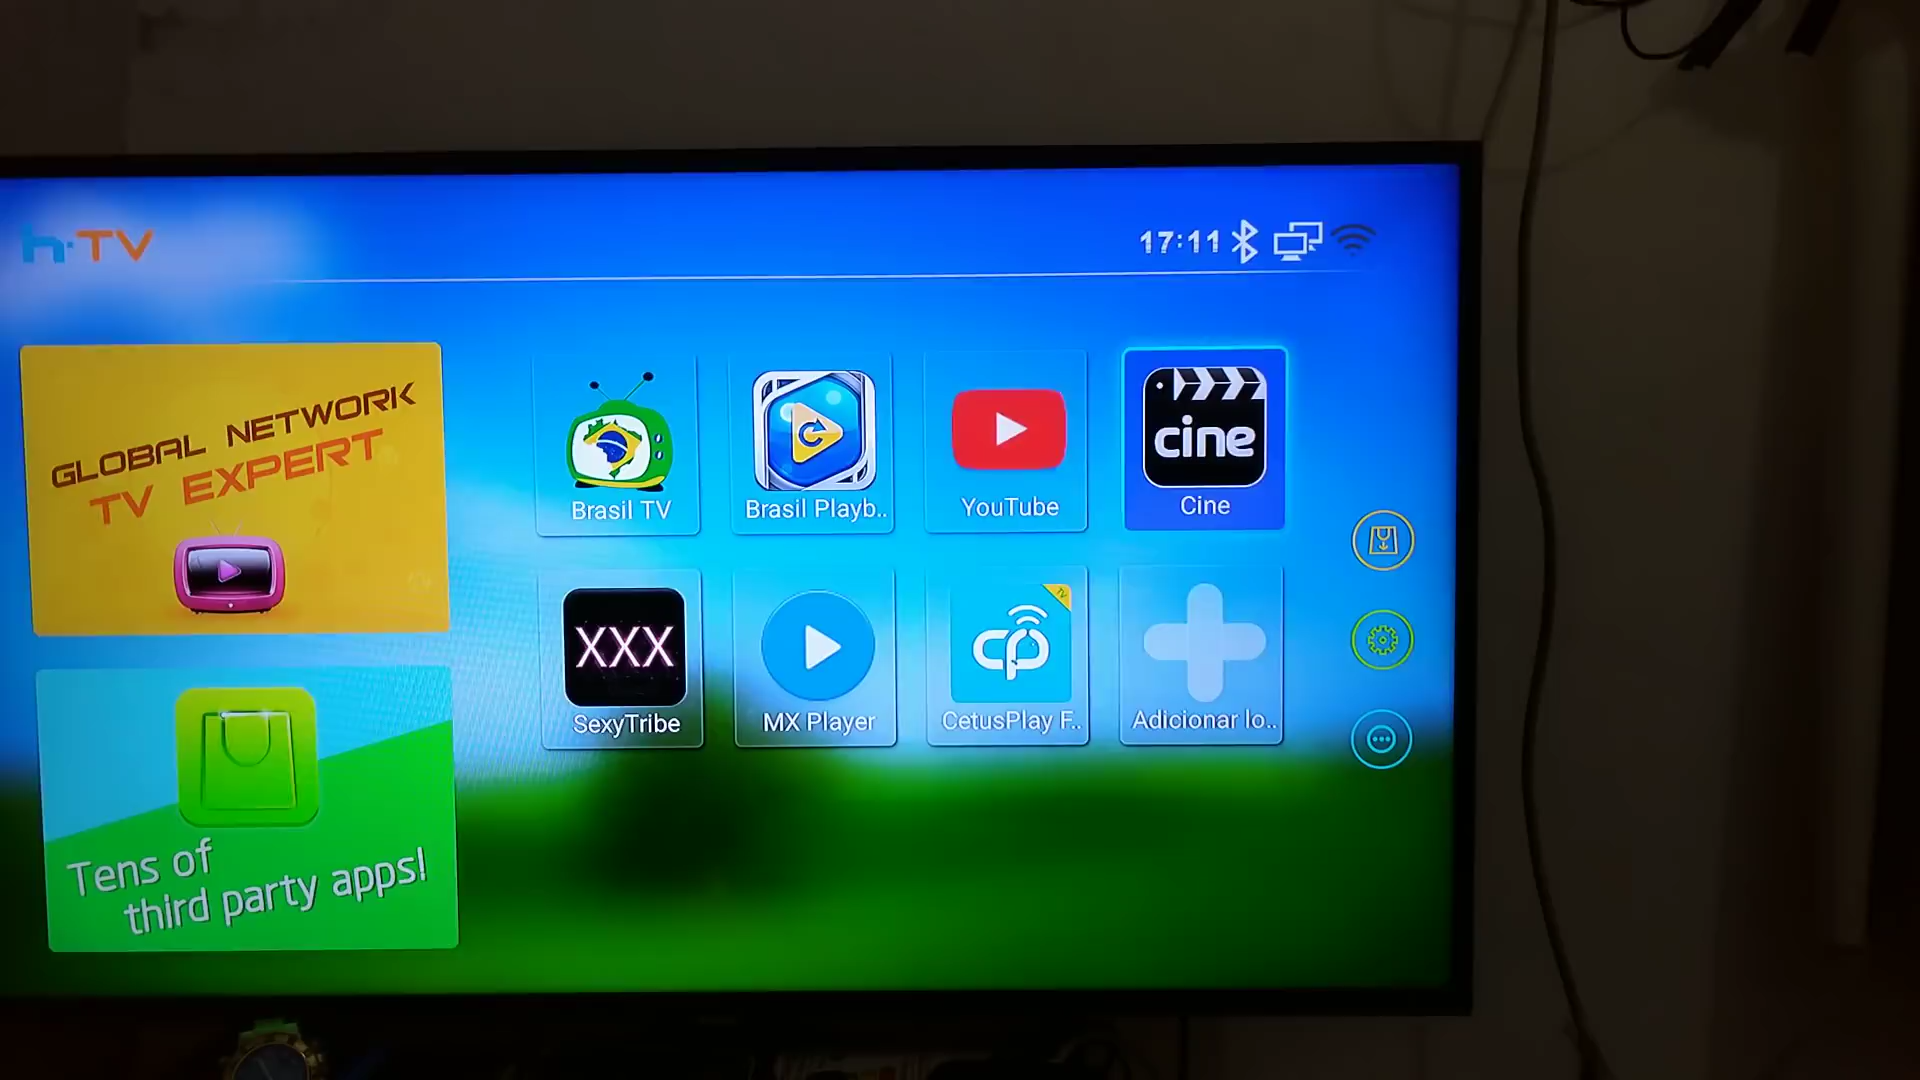 h·TV
17:11
GLOBAL NETWORK
TV EXPERT
Brasil TV
Brasil Playb..
YouTube
cine
Cine
XXX
SexyTribe
MX Player
TV
CetusPlay F..
Adicionar lo..
Tens of
third party apps!